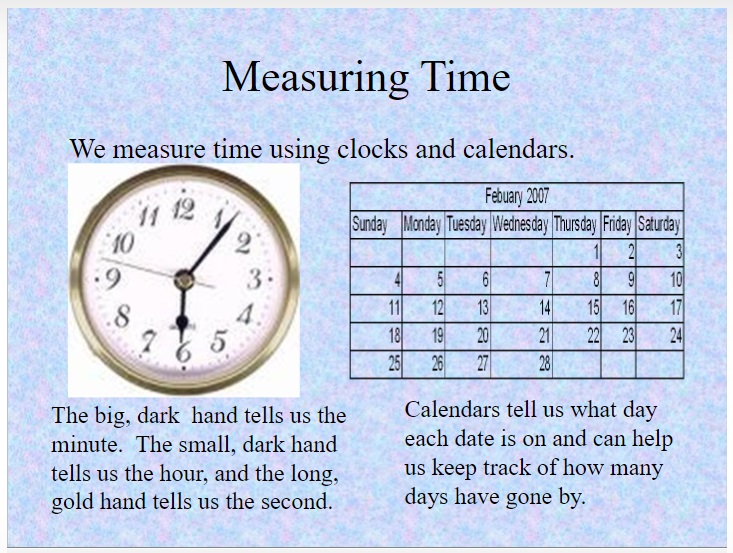 Measuring Time
We measure time using clocks and calendars.
12
1
2
3
4
5
6
7
8
9
10
11
Febuary 2007
Sunday Monday Tuesday Wednesday Thursday Friday Saturday
1 2 3
4 5 6 7 8 9 10
11 12 13 14 15 16 17
18 19 20 21 22 23 24
25 26 27 28
The big, dark hand tells us the
minute. The small, dark hand
tells us the hour, and the long,
gold hand tells us the second.
Calendars tell us what day
each date is on and can help
us keep track of how many
days have gone by.